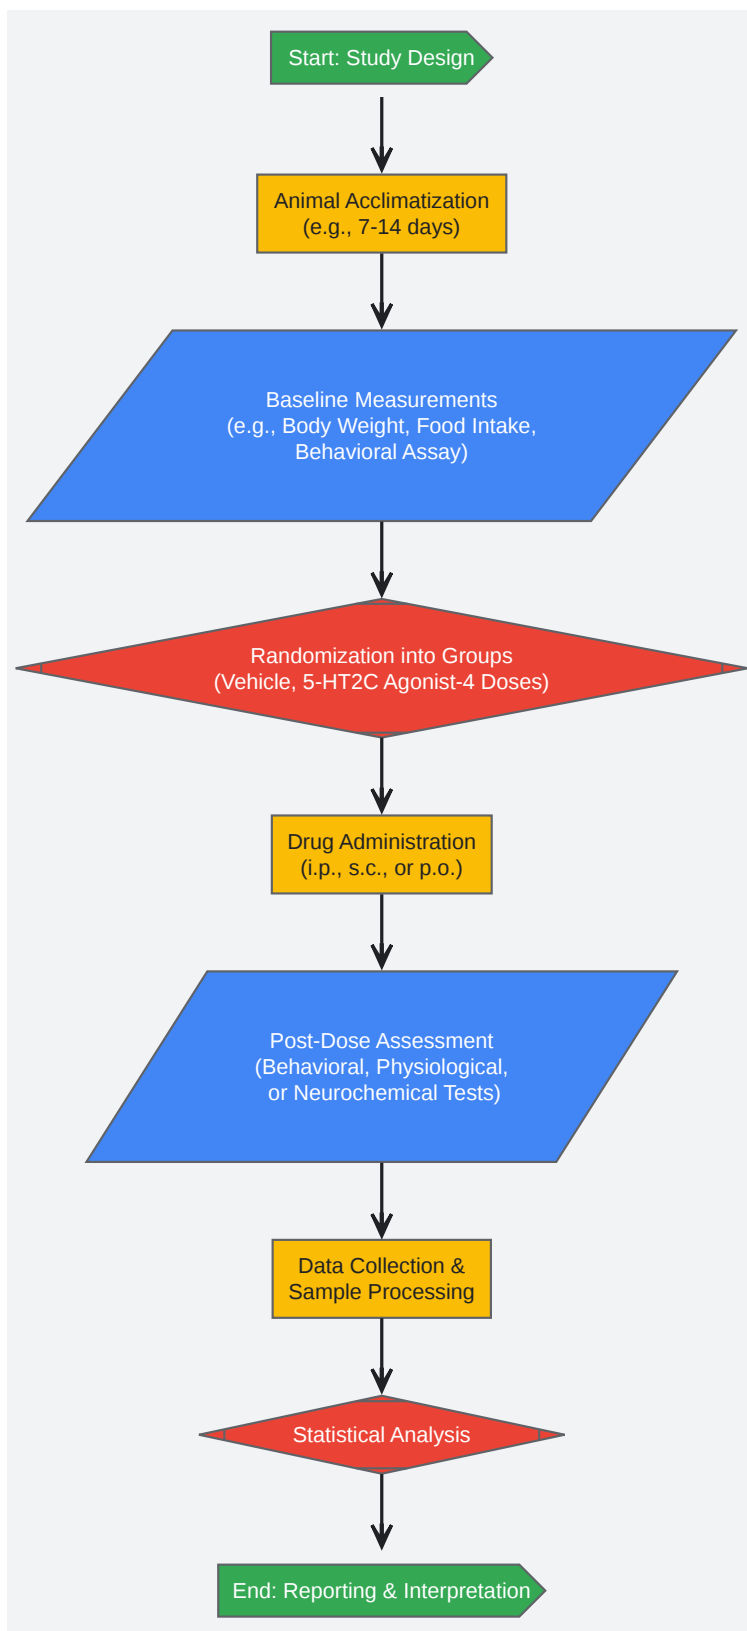 Start: Study Design
Animal Acclimatization
(e.g., 7-14 days)
Baseline Measurements
(e.g., Body Weight, Food Intake,
Behavioral Assay)
Randomization into Groups
(Vehicle, 5-HT2C Agonist-4 Doses)
Drug Administration
(i.p., s.c., or p.o.)
Post-Dose Assessment
(Behavioral, Physiological,
or Neurochemical Tests)
Data Collection &
Sample Processing
Statistical Analysis
End: Reporting & Interpretation